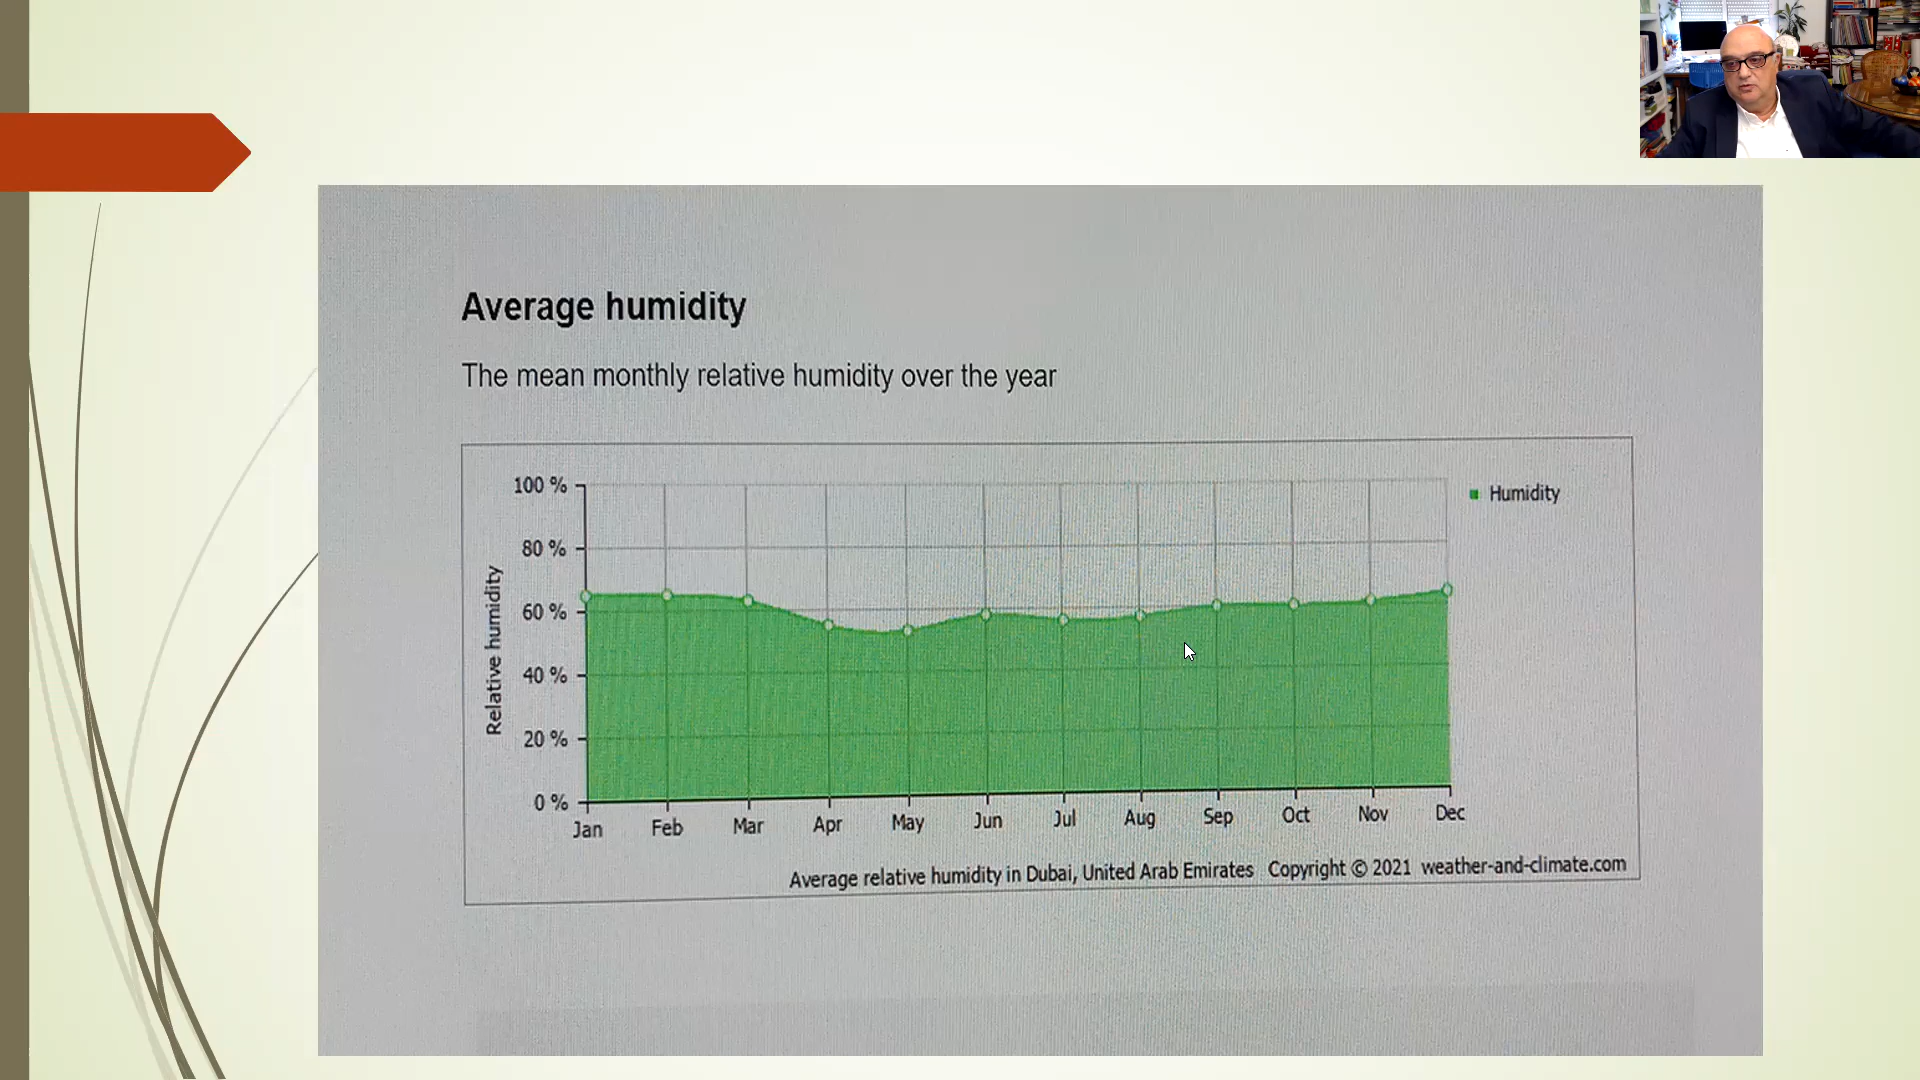 Average humidity
The mean monthly relative humidity over the year
100 %
80 %
60 %
40 %
20 %
0 %
Relative humidity
Humidity
Jan Feb Mar Apr May Jun Jul Aug Sep Oct Nov Dec
Average relative humidity in Dubai, United Arab Emirates Copyright © 2021 weather-and-climate.com